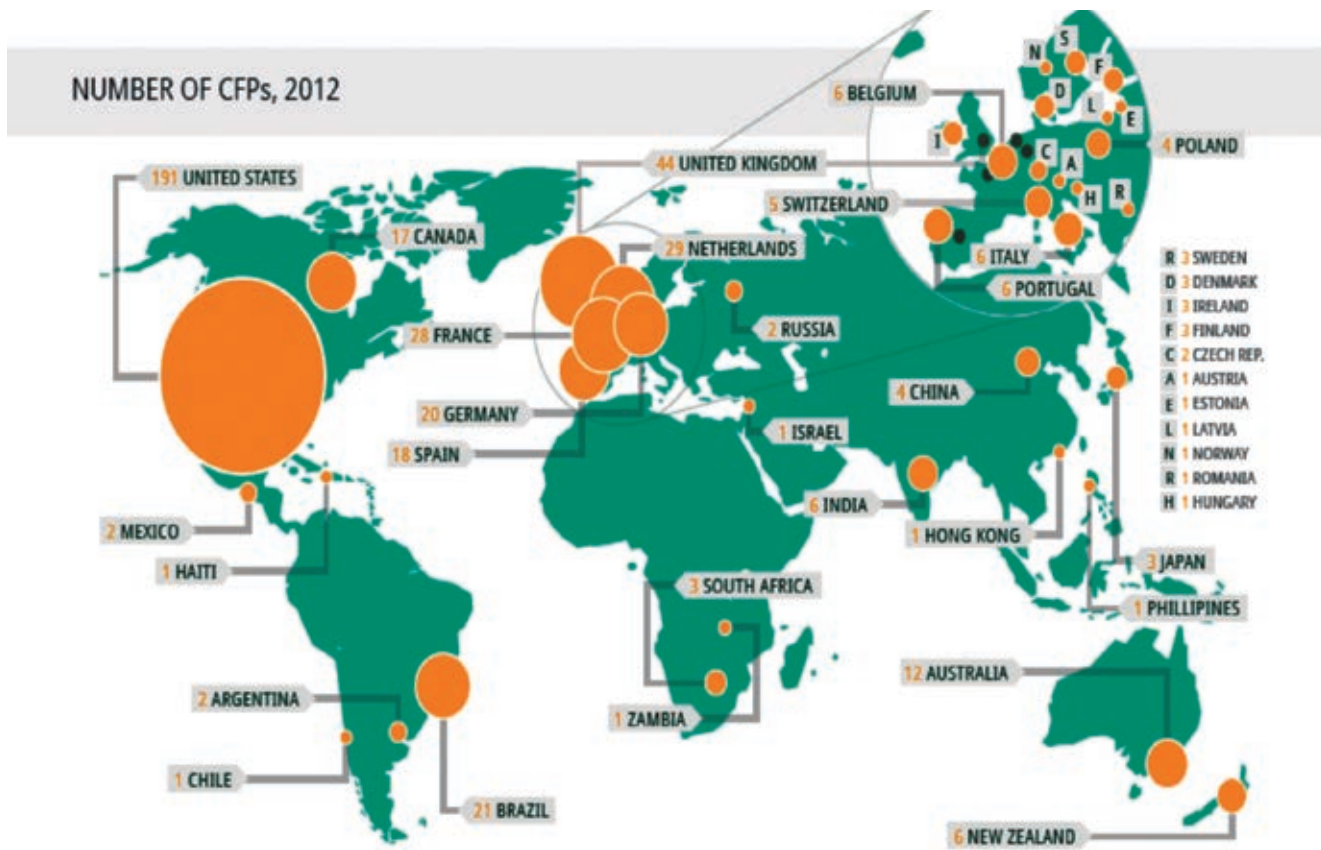 NUMBER OF CFPs, 2012
S
N
F
D
L
E
I
C
A
H
R
6 BELGIUM
44 UNITED KINGDOM
4 POLAND
191 UNITED STATES
5 SWITZERLAND
17 CANADA
29 NETHERLANDS
6 ITALY
6 PORTUGAL
28 FRANCE
2 RUSSIA
20 GERMANY
4 CHINA
18 SPAIN
1 ISRAEL
R 3 SWEDEN
D 3 DENMARK
I 3 IRELAND
F 3 FINLAND
C 2 CZECH REP.
A 1 AUSTRIA
E 1 ESTONIA
L 1 LATVIA
N 1 NORWAY
R 1 ROMANIA
H 1 HUNGARY
6 INDIA
2 MEXICO
1 HONG KONG
1 HAITI
3 SOUTH AFRICA
3 JAPAN
1 PHILLIPINES
12 AUSTRALIA
2 ARGENTINA
1 ZAMBIA
1 CHILE
21 BRAZIL
6 NEW ZEALAND